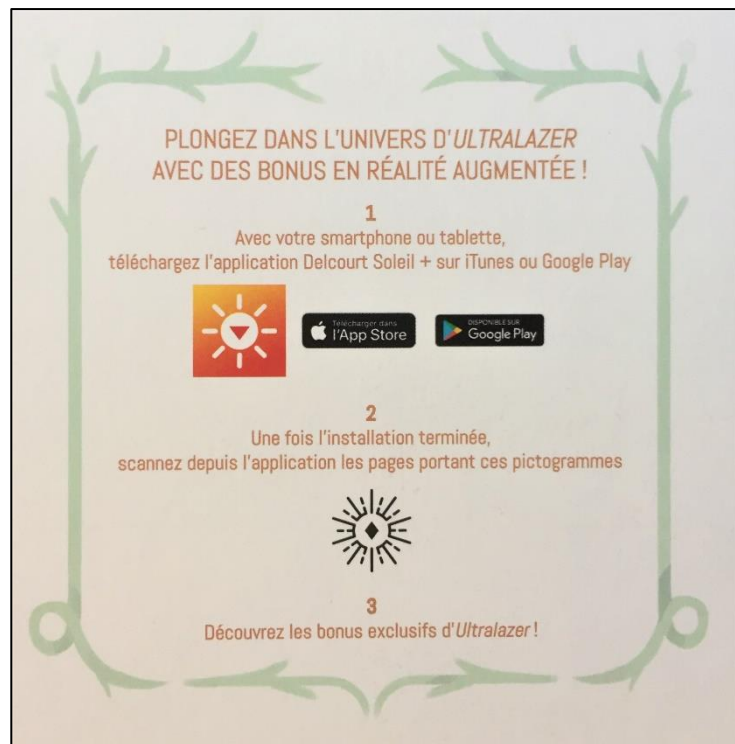 PLONGEZ DANS L'UNIVERS D'ULTRALAZER
AVEC DES BONUS EN RÉALITÉ AUGMENTÉE !
1
Avec votre smartphone ou tablette,
téléchargez l'application Delcourt Soleil + sur iTunes ou Google Play
Télécharger dans
l'App Store
DISPONIBLE SUR
Google Play
2
Une fois l'installation terminée,
scannez depuis l'application les pages portant ces pictogrammes
3
Découvrez les bonus exclusifs d'Ultralazer !